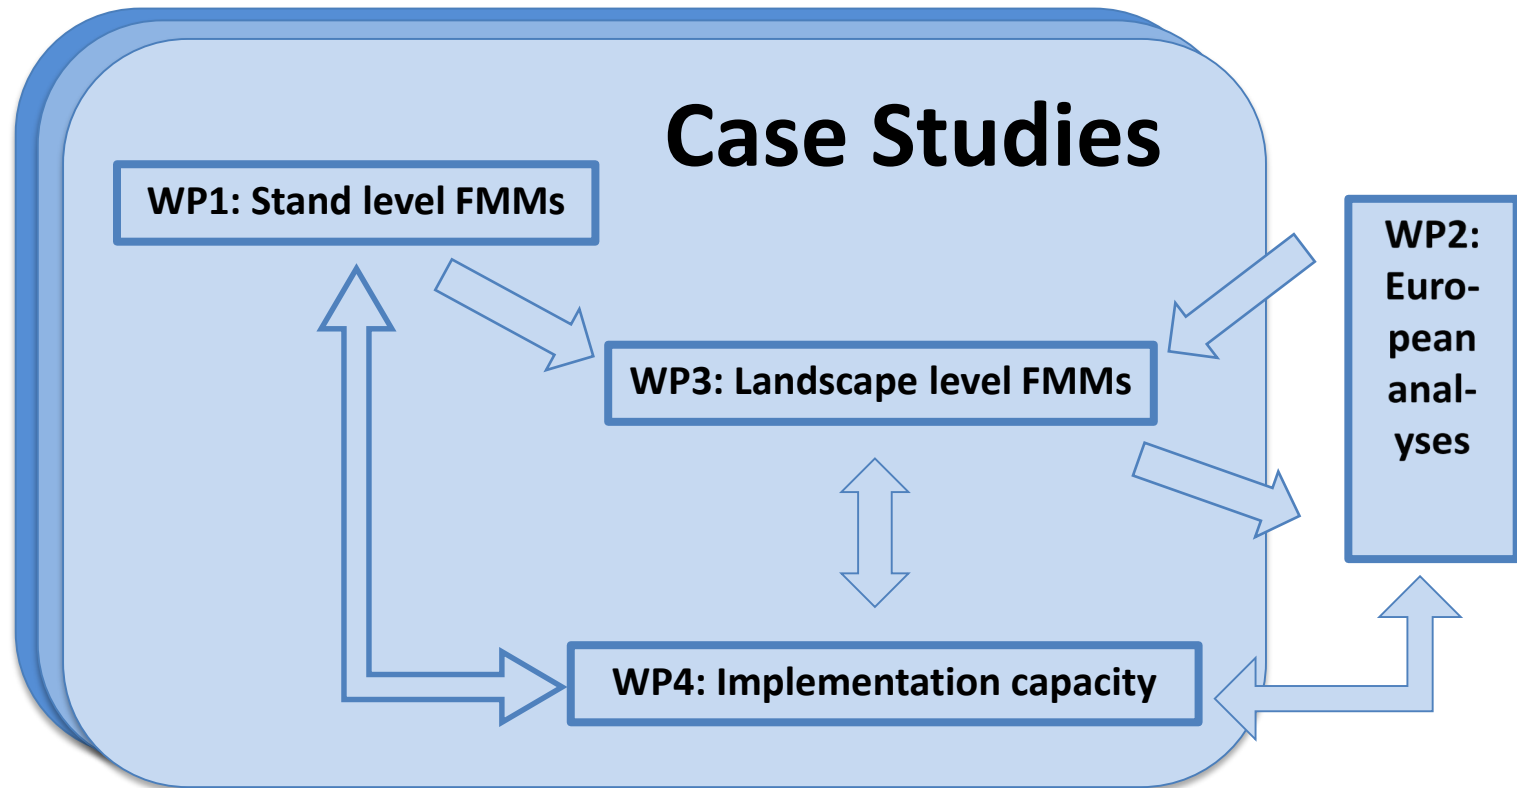 Case Studies
WP1: Stand level FMMs
WP2:
Euro-
pean
anal-
yses
WP3: Landscape level FMMs
WP4: Implementation capacity